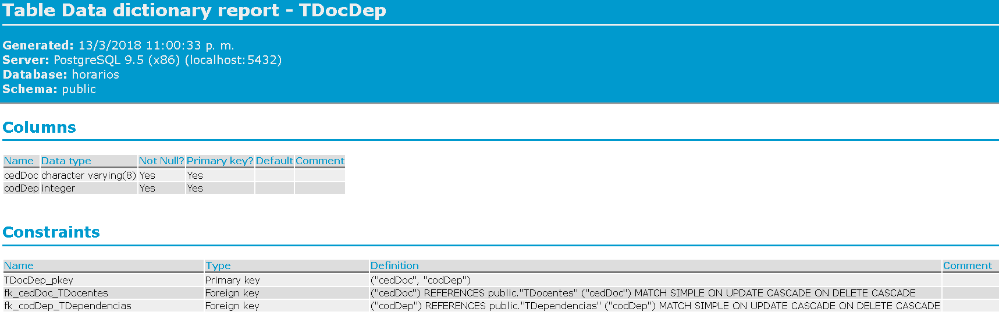 Table Data dictionary report - TDocDep
Generated: 13/3/2018 11:00:33 p. m.
Server: PostgreSQL 9.5 (x86) (localhost:5432)
Database: horarios
Schema: public
Columns
Name Data type Not Null? Primary key? Default Comment
cedDoc character varying(8) Yes Yes
codDep integer Yes Yes
Constraints
Name Type Definition Comment
TDocDep_pkey Primary key ("cedDoc", "codDep")
fk_cedDoc_TDocentes Foreign key ("cedDoc") REFERENCES public."TDocentes" ("cedDoc") MATCH SIMPLE ON UPDATE CASCADE ON DELETE CASCADE
fk_codDep_TDependencias Foreign key ("codDep") REFERENCES public."TDependencias" ("codDep") MATCH SIMPLE ON UPDATE CASCADE ON DELETE CASCADE